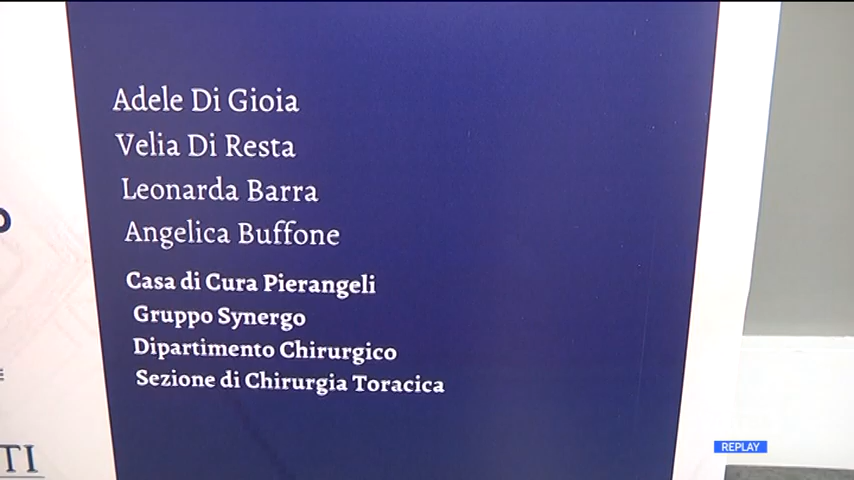 Adele Di Gioia
Velia Di Resta
Leonarda Barra
Angelica Buffone
Casa di Cura Pierangeli
Gruppo Synergo
Dipartimento Chirurgico
Sezione di Chirurgia Toracica
TI
REPLAY